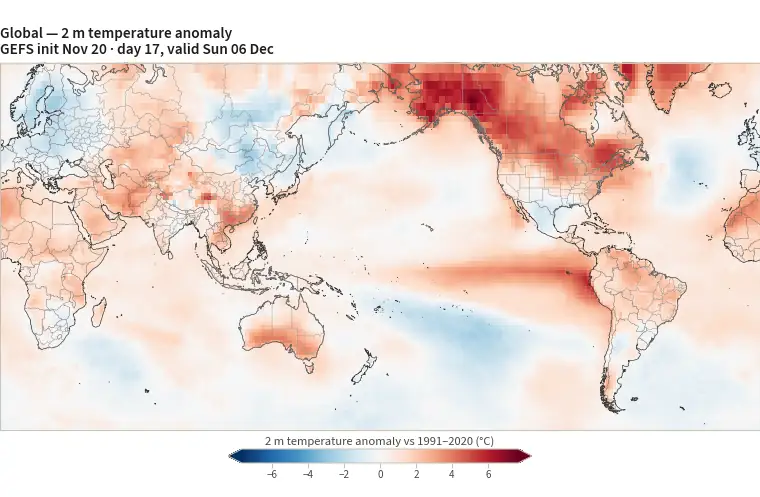 Global — 2 m temperature anomaly
GEFS init Nov 20 · day 17, valid Sun 06 Dec
2 m temperature anomaly vs 1991–2020 (°C)
−6 −4 −2 0 2 4 6